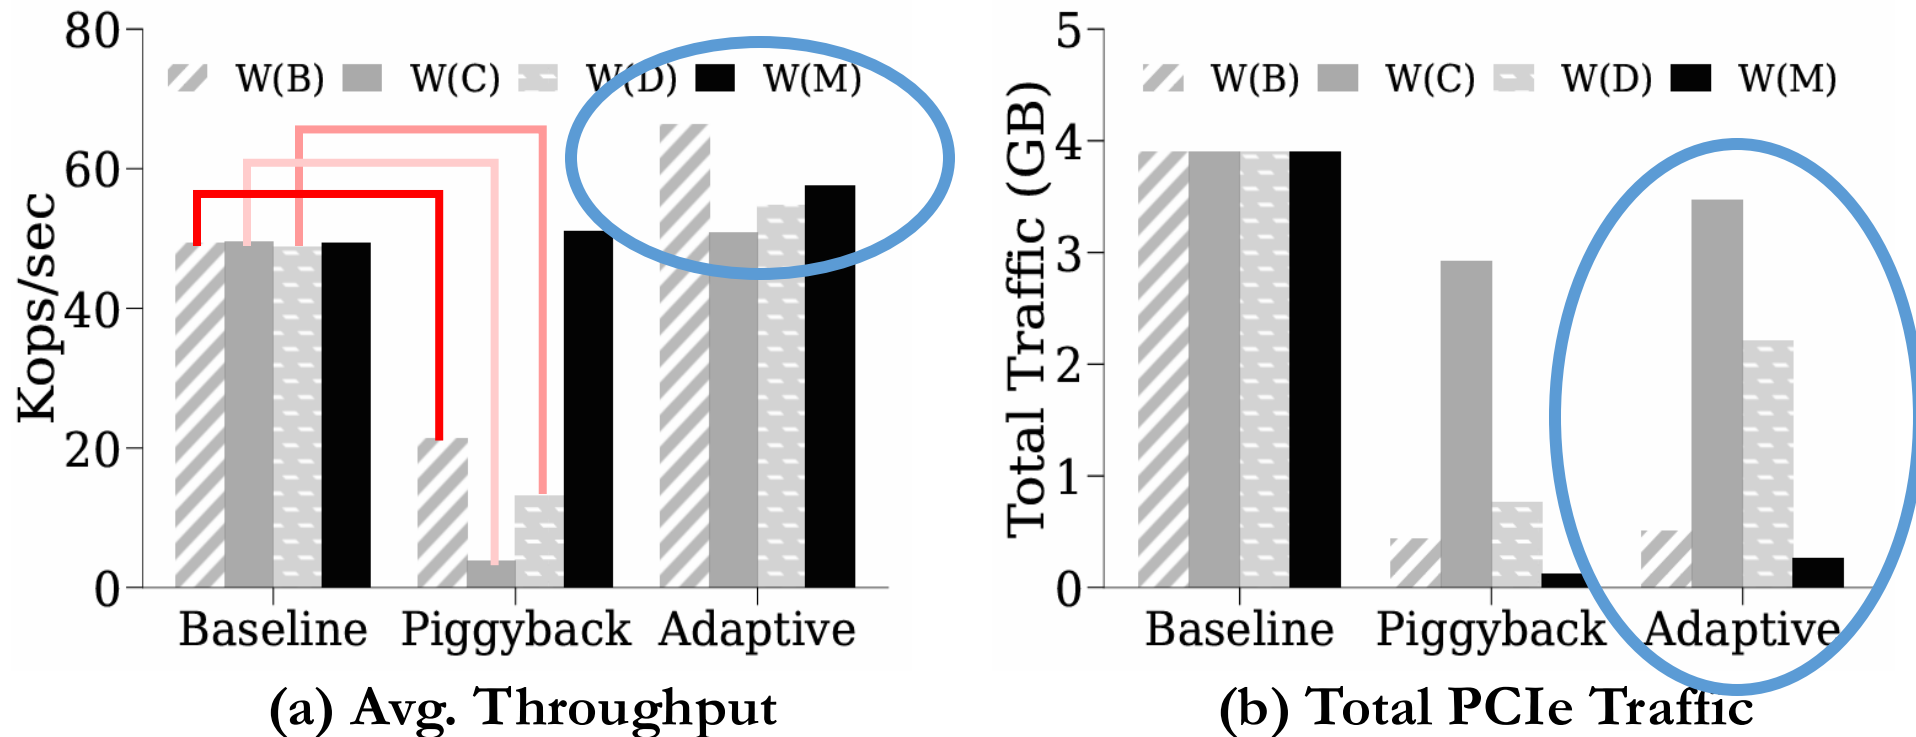 80
60
40
20
0
Kops/sec
W(B) W(C) W(D) W(M)
Baseline Piggyback Adaptive
(a) Avg. Throughput
5
4
3
2
1
0
Total Traffic (GB)
W(B) W(C) W(D) W(M)
Baseline Piggyback Adaptive
(b) Total PCIe Traffic